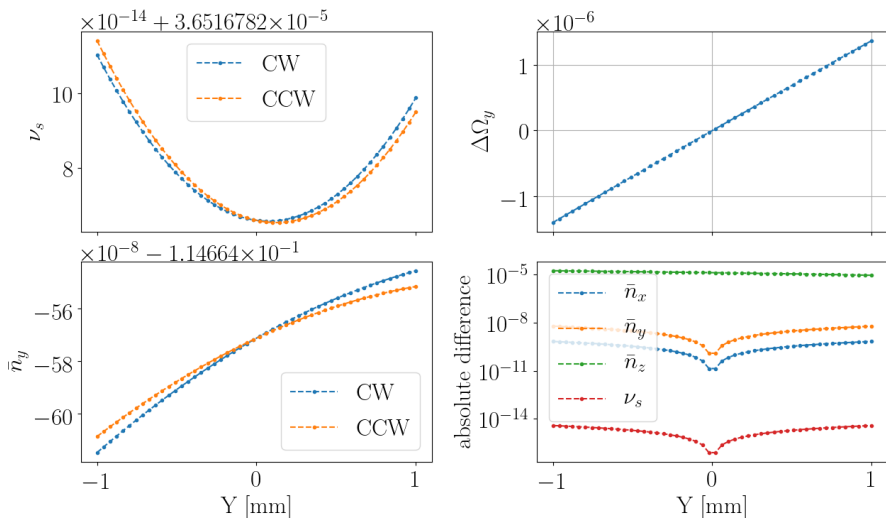 ×10⁻¹⁴ + 3.6516782 ×10⁻⁵
10
8
ν_s
CW
CCW
×10⁻⁶
1
0
−1
ΔΩ_y
×10⁻⁸ − 1.14664×10⁻¹
−56
−58
−60
n̄_y
CW
CCW
−1
0
1
Y [mm]
10⁻⁵
10⁻⁸
10⁻¹¹
10⁻¹⁴
absolute difference
n̄_x
n̄_y
n̄_z
ν_s
−1
0
1
Y [mm]